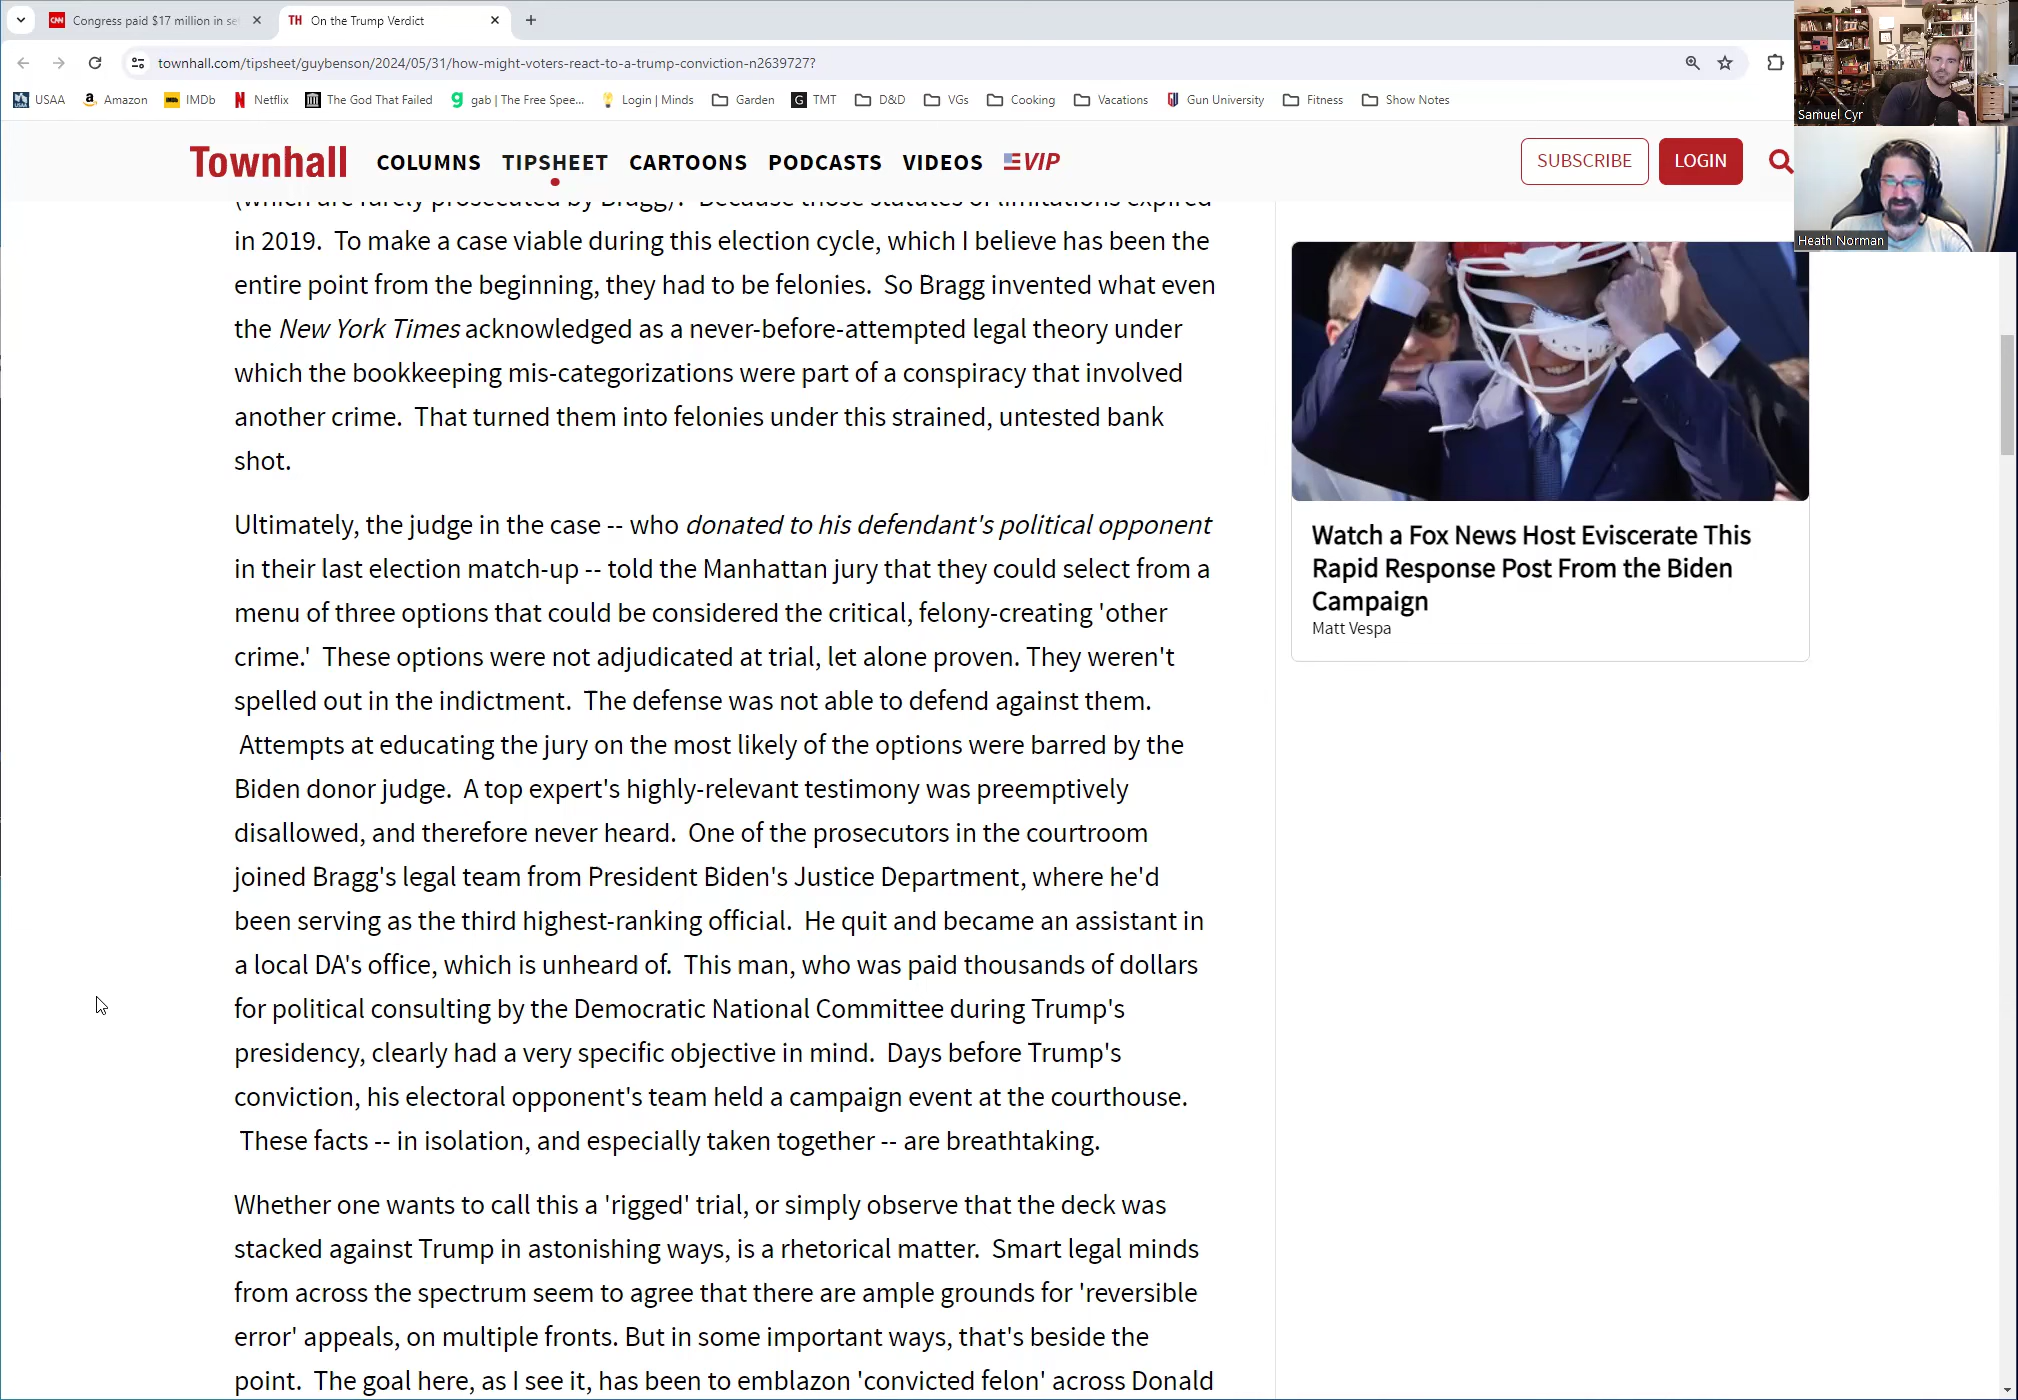 Congress paid $17 million in se
On the Trump Verdict
townhall.com/tipsheet/guybenson/2024/05/31/how-might-voters-react-to-a-trump-conviction-n2639727?
USAA Amazon IMDb Netflix The God That Failed gab | The Free Spee... Login | Minds Garden TMT D&D VGs Cooking Vacations Gun University Fitness Show Notes
Samuel Cyr
Heath Norman
Townhall COLUMNS TIPSHEET CARTOONS PODCASTS VIDEOS VIP SUBSCRIBE LOGIN
(which are rarely prosecuted by Bragg).  Because those statutes of limitations expired
in 2019.  To make a case viable during this election cycle, which I believe has been the
entire point from the beginning, they had to be felonies.  So Bragg invented what even
the New York Times acknowledged as a never-before-attempted legal theory under
which the bookkeeping mis-categorizations were part of a conspiracy that involved
another crime.  That turned them into felonies under this strained, untested bank
shot.
Ultimately, the judge in the case -- who donated to his defendant's political opponent
in their last election match-up -- told the Manhattan jury that they could select from a
menu of three options that could be considered the critical, felony-creating 'other
crime.'  These options were not adjudicated at trial, let alone proven. They weren't
spelled out in the indictment.  The defense was not able to defend against them.
Attempts at educating the jury on the most likely of the options were barred by the
Biden donor judge.  A top expert's highly-relevant testimony was preemptively
disallowed, and therefore never heard.  One of the prosecutors in the courtroom
joined Bragg's legal team from President Biden's Justice Department, where he'd
been serving as the third highest-ranking official.  He quit and became an assistant in
a local DA's office, which is unheard of.  This man, who was paid thousands of dollars
for political consulting by the Democratic National Committee during Trump's
presidency, clearly had a very specific objective in mind.  Days before Trump's
conviction, his electoral opponent's team held a campaign event at the courthouse.
These facts -- in isolation, and especially taken together -- are breathtaking.
Whether one wants to call this a 'rigged' trial, or simply observe that the deck was
stacked against Trump in astonishing ways, is a rhetorical matter.  Smart legal minds
from across the spectrum seem to agree that there are ample grounds for 'reversible
error' appeals, on multiple fronts. But in some important ways, that's beside the
point.  The goal here, as I see it, has been to emblazon 'convicted felon' across Donald
Watch a Fox News Host Eviscerate This
Rapid Response Post From the Biden
Campaign
Matt Vespa